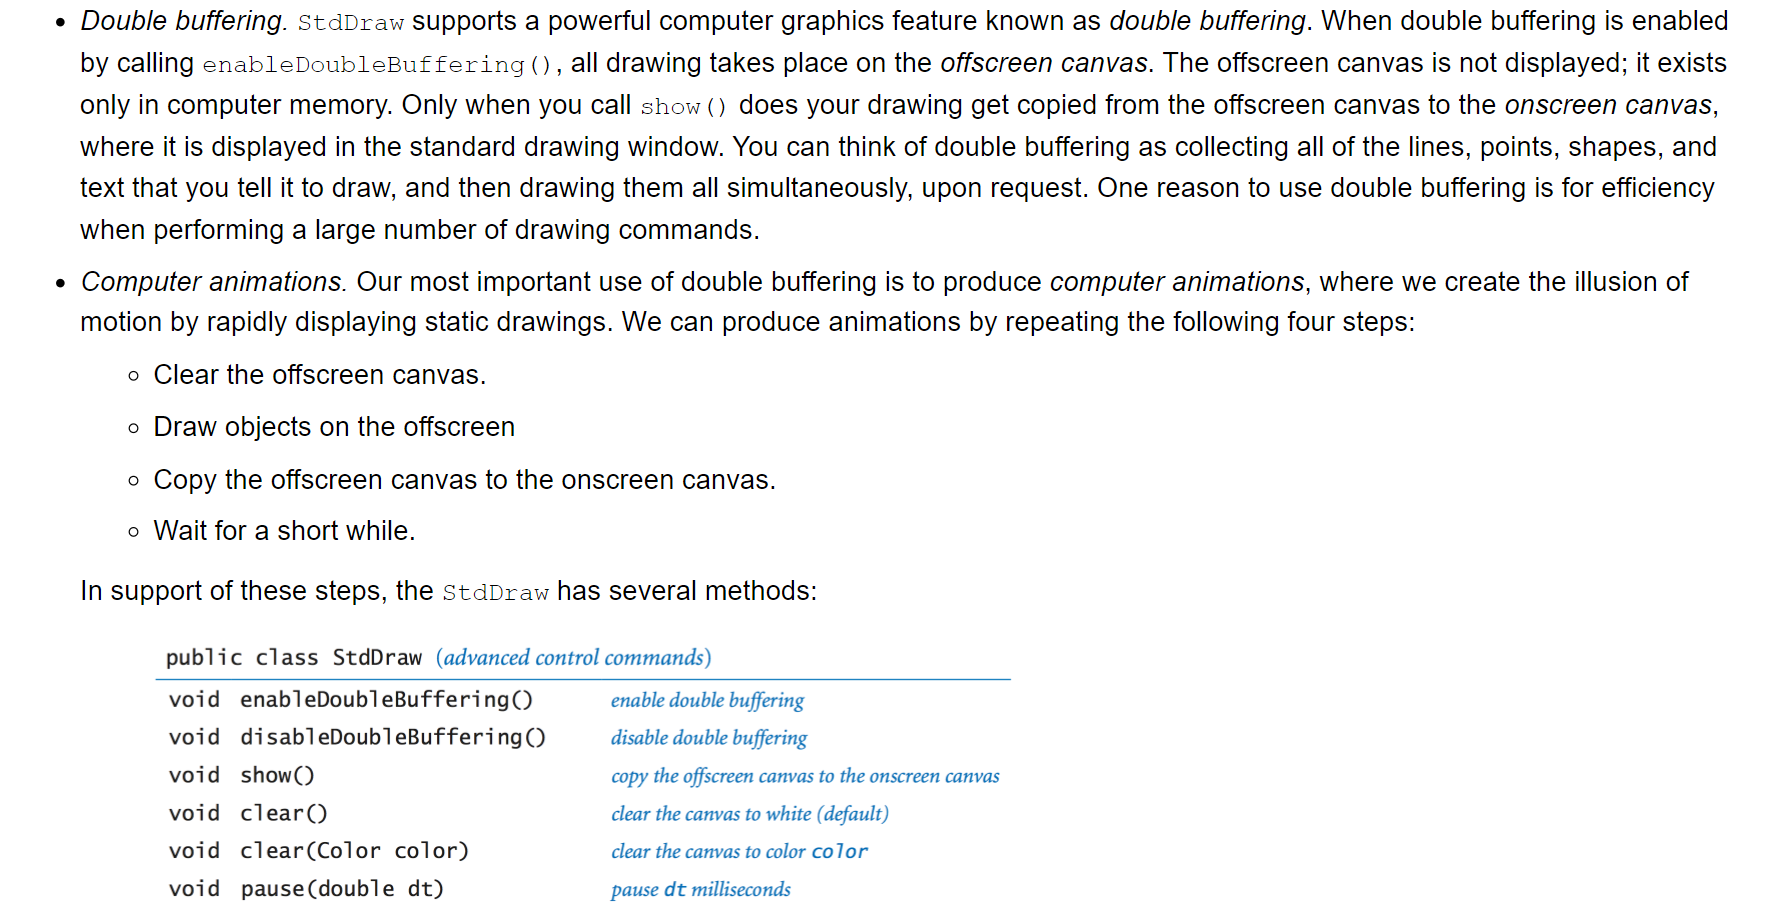 • Double buffering. StdDraw supports a powerful computer graphics feature known as double buffering. When double buffering is enabled
by calling enableDoubleBuffering(), all drawing takes place on the offscreen canvas. The offscreen canvas is not displayed; it exists
only in computer memory. Only when you call show() does your drawing get copied from the offscreen canvas to the onscreen canvas,
where it is displayed in the standard drawing window. You can think of double buffering as collecting all of the lines, points, shapes, and
text that you tell it to draw, and then drawing them all simultaneously, upon request. One reason to use double buffering is for efficiency
when performing a large number of drawing commands.
• Computer animations. Our most important use of double buffering is to produce computer animations, where we create the illusion of
motion by rapidly displaying static drawings. We can produce animations by repeating the following four steps:
◦ Clear the offscreen canvas.
◦ Draw objects on the offscreen
◦ Copy the offscreen canvas to the onscreen canvas.
◦ Wait for a short while.
In support of these steps, the StdDraw has several methods:
public class StdDraw (advanced control commands)
void enableDoubleBuffering() enable double buffering
void disableDoubleBuffering() disable double buffering
void show() copy the offscreen canvas to the onscreen canvas
void clear() clear the canvas to white (default)
void clear(Color color) clear the canvas to color color
void pause(double dt) pause dt milliseconds